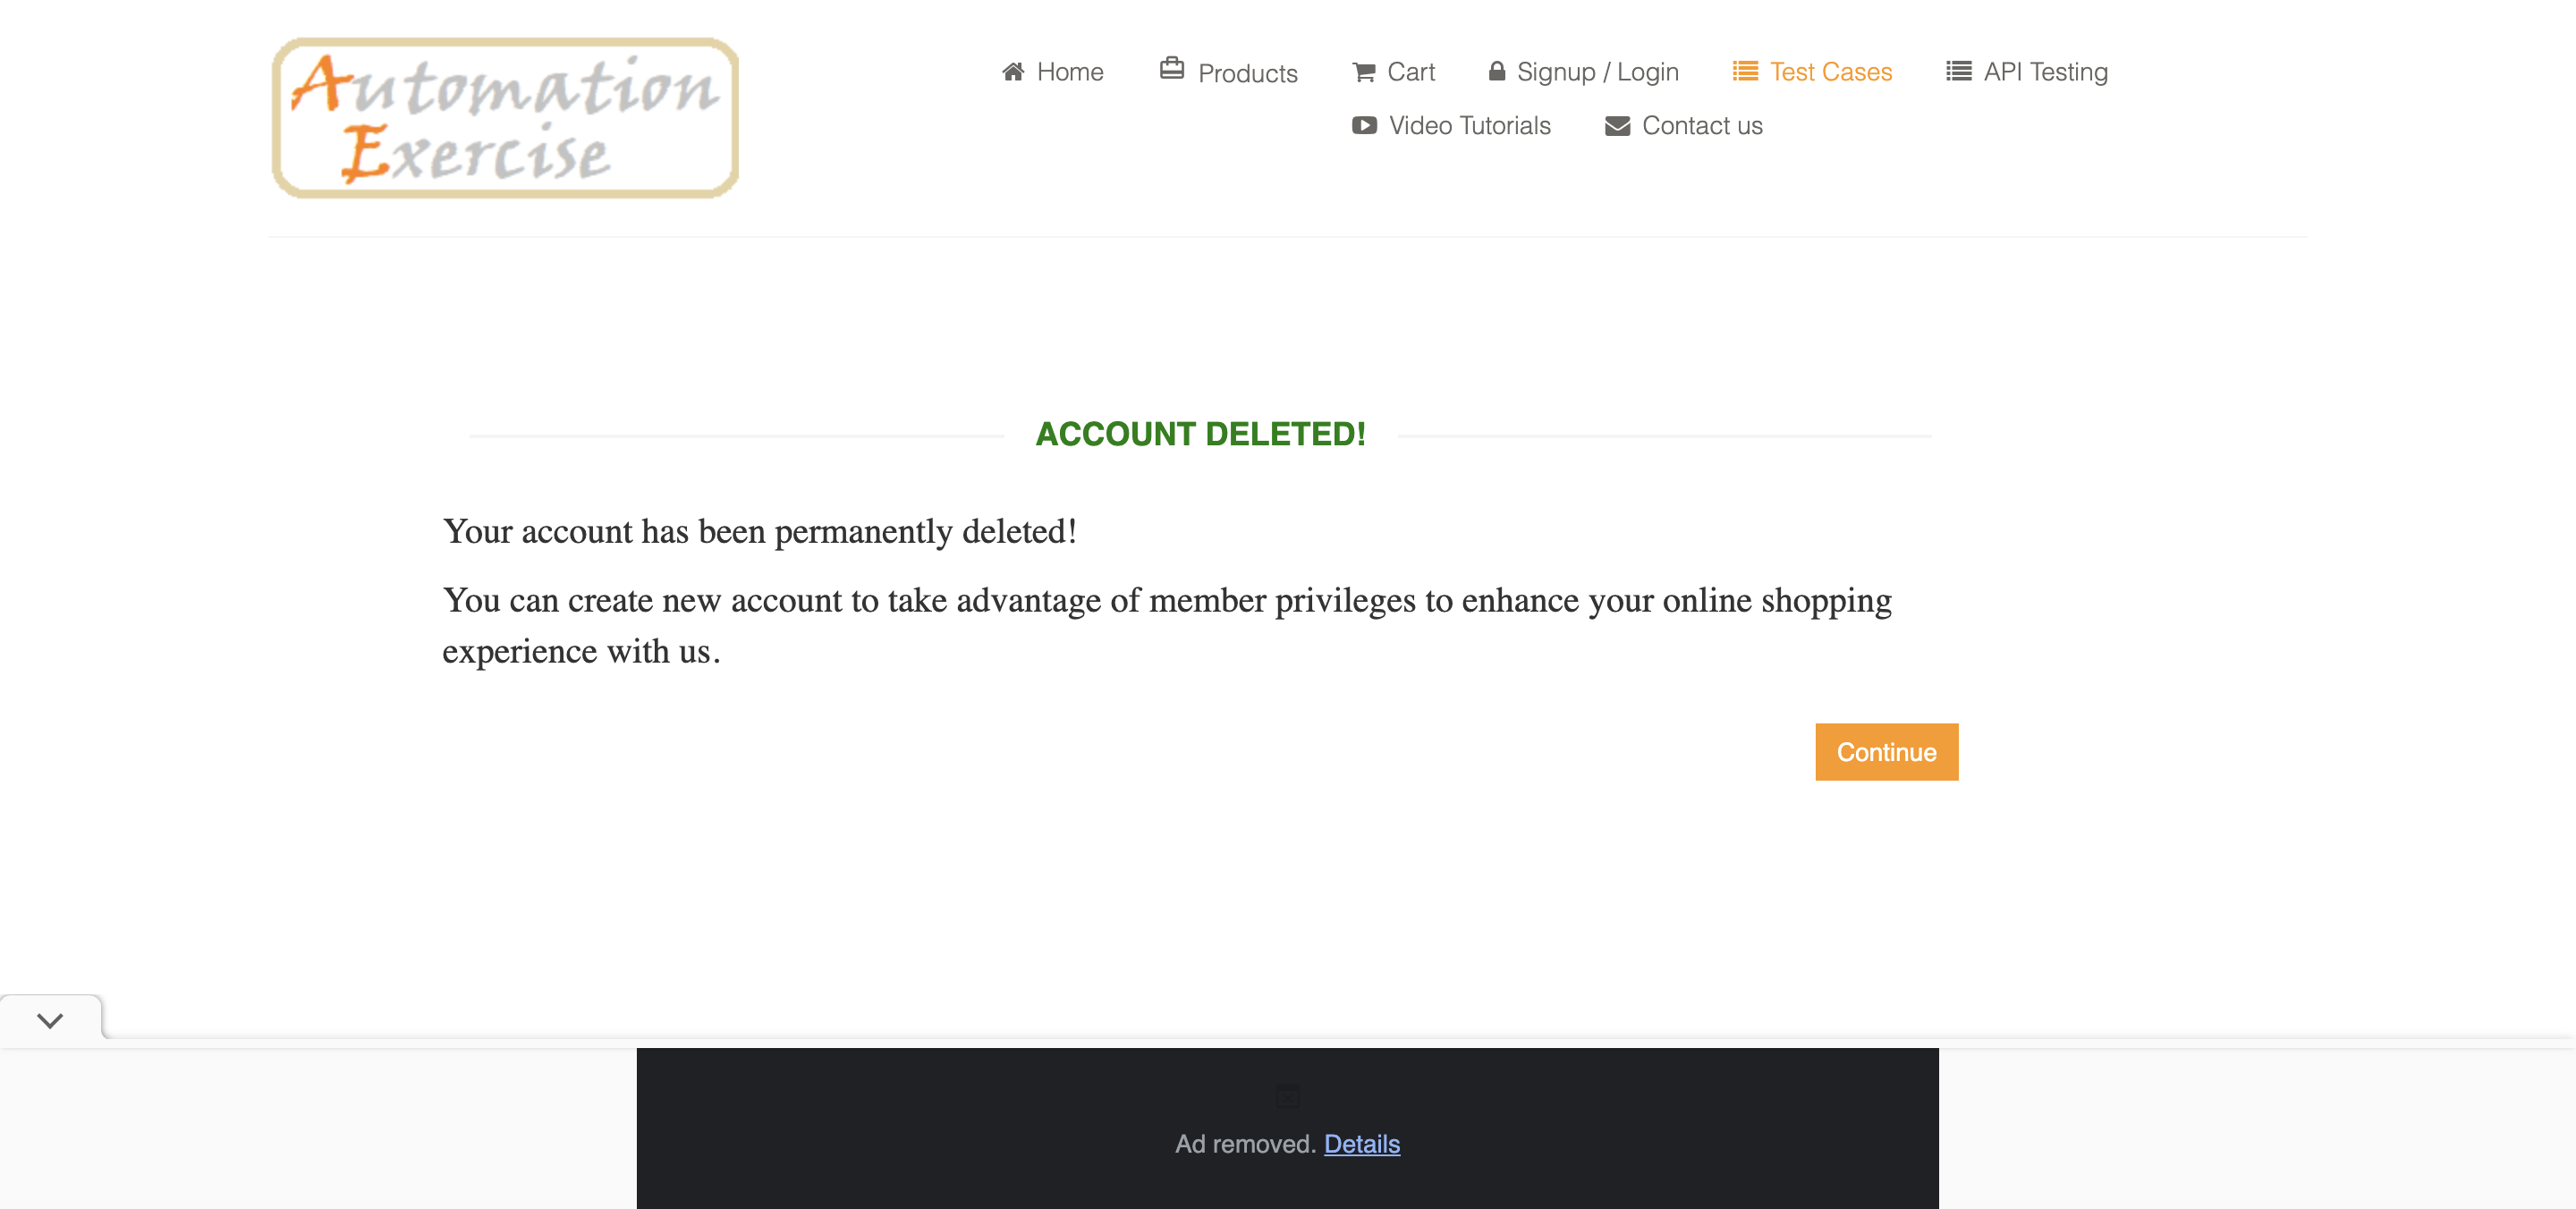 Automation
Exercise
Home Products Cart Signup / Login Test Cases API Testing
Video Tutorials Contact us
ACCOUNT DELETED!
Your account has been permanently deleted!
You can create new account to take advantage of member privileges to enhance your online shopping
experience with us.
Continue
Ad removed. Details